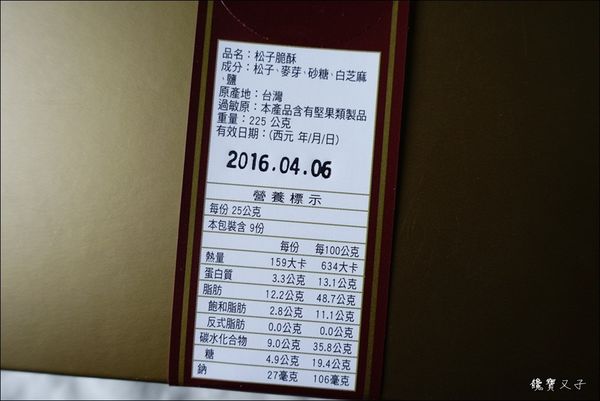 品名：松子脆酥
成分：松子、麥芽、砂糖、白芝麻
、鹽
原產地：台灣
過敏原：本產品含有堅果類製品
重量：225 公克
有效日期：(西元 年/月/日)
2016.04.06
營養標示
每份 25公克
本包裝含 9份
每份 每100公克
熱量 159大卡 634大卡
蛋白質 3.3公克 13.1公克
脂肪 12.2公克 48.7公克
飽和脂肪 2.8公克 11.1公克
反式脂肪 0.0公克 0.0公克
碳水化合物 9.0公克 35.8公克
糖 4.9公克 19.4公克
鈉 27毫克 106毫克
鑱寶又子